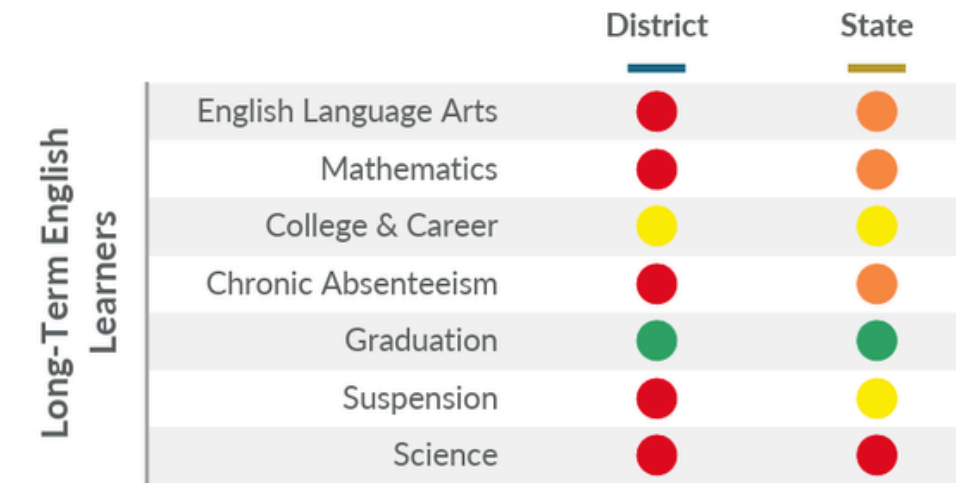 District State
Long-Term English
Learners
English Language Arts
Mathematics
College & Career
Chronic Absenteeism
Graduation
Suspension
Science